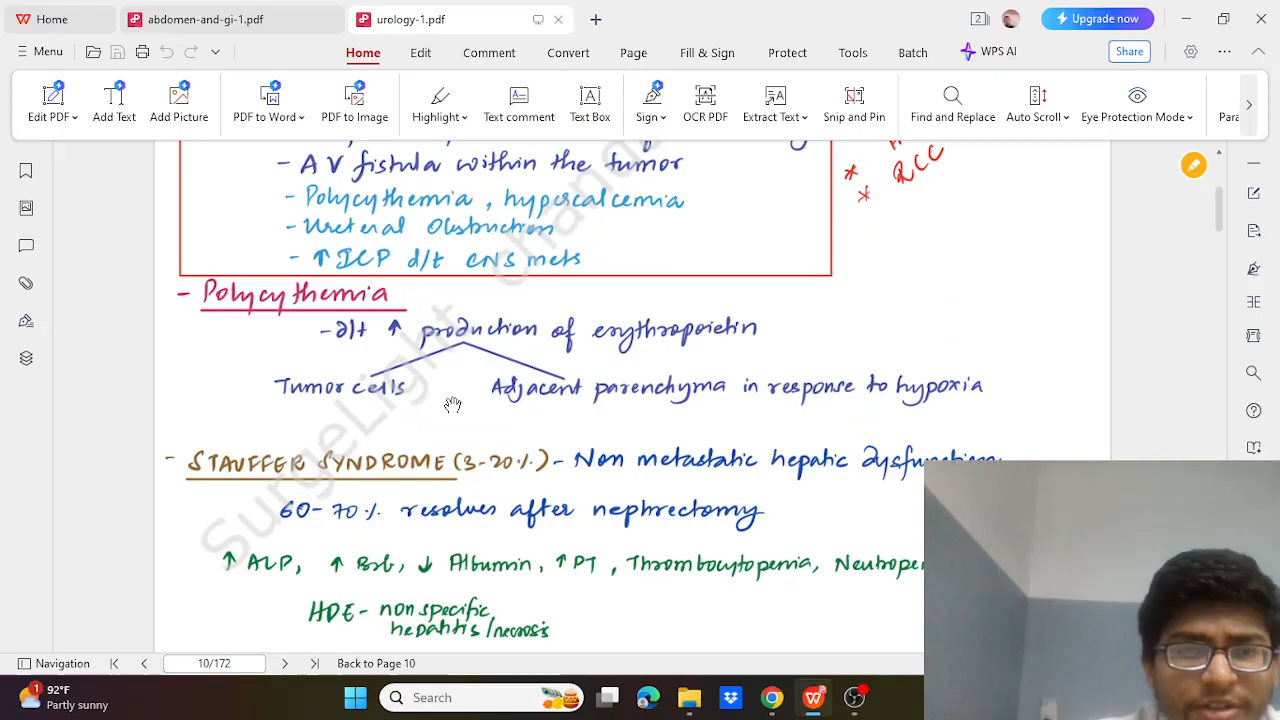 Home
abdomen-and-gi-1.pdf
urology-1.pdf
2
Upgrade now
Menu
Home
Edit
Comment
Convert
Page
Fill & Sign
Protect
Tools
Batch
WPS AI
Share
Edit PDF
Add Text
Add Picture
PDF to Word
PDF to Image
Highlight
Text comment
Text Box
Sign
OCR PDF
Extract Text
Snip and Pin
Find and Replace
Auto Scroll
Eye Protection Mode
Para
- AV fistula within the tumor
- Polycythemia, hypercalcemia
- Ureteral Obstruction
- ↑ ICP d/t CNS mets
* RCC
*
- Polycythemia
- d/t ↑ production of erythropoietin
Tumor cells
Adjacent parenchyma in response to hypoxia
- STAUFFER SYNDROME (3-20%) - Non metastatic hepatic dysfunction
60-70% resolves after nephrectomy
↑ ALP, ↑ Bilb, ↓ Albumin, ↑ PT, Thrombocytopenia, Neutrope
HPE - non specific
hepatitis/necrosis
SurgeLight
Navigation
10/172
Back to Page 10
92°F
Partly sunny
1
Search